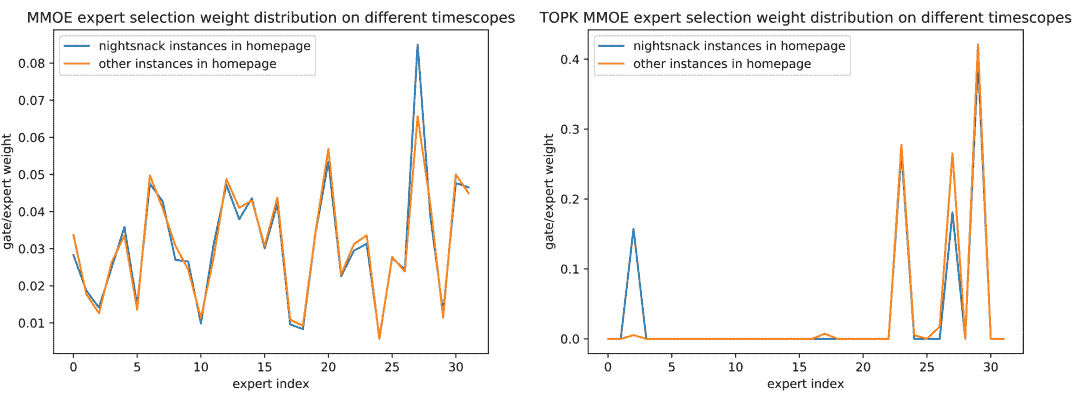 MMOE expert selection weight distribution on different timescopes
nightsnack instances in homepage
other instances in homepage
0.08
0.07
0.06
0.05
0.04
0.03
0.02
0.01
gate/expert weight
0
5
10
15
20
25
30
expert index
TOPK MMOE expert selection weight distribution on different timescopes
nightsnack instances in homepage
other instances in homepage
0.4
0.3
0.2
0.1
0.0
gate/expert weight
0
5
10
15
20
25
30
expert index